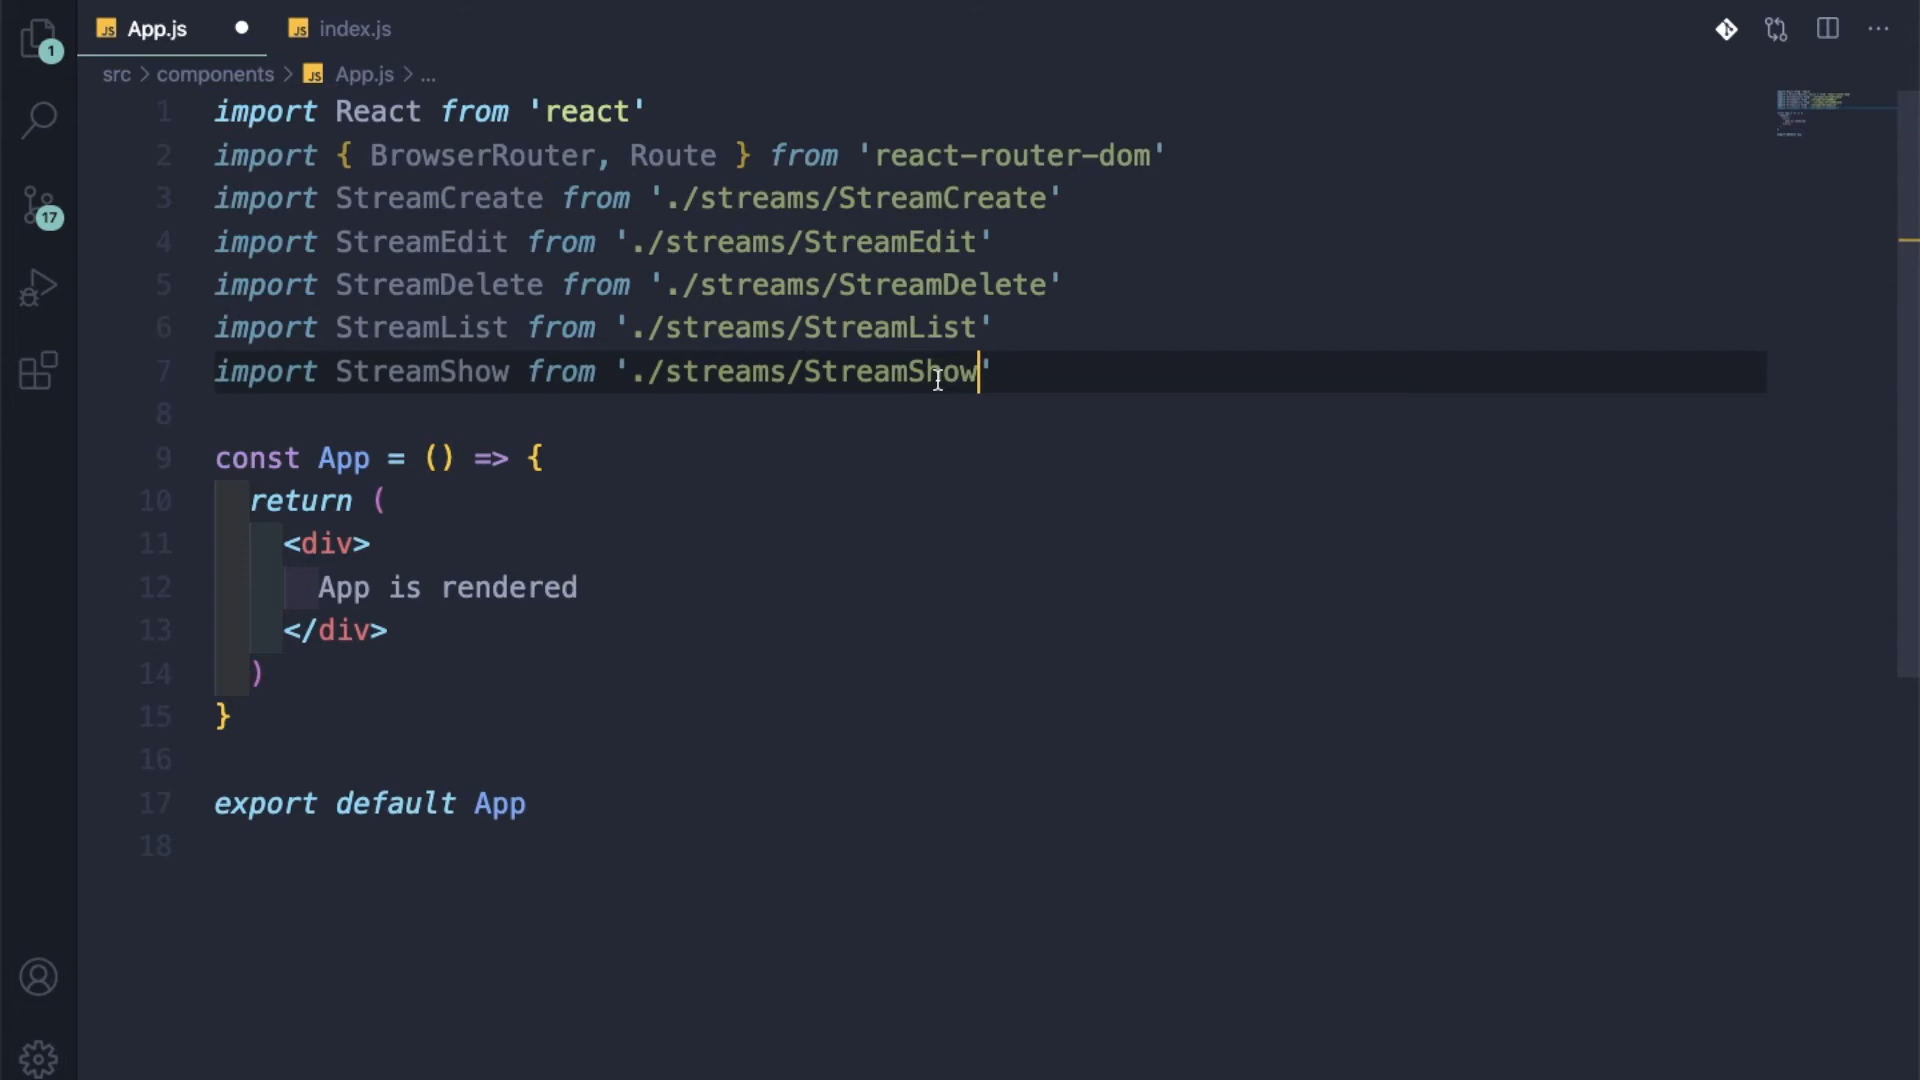 JS App.js
JS index.js
1
src > components > JS App.js > ...
17
1 import React from 'react'
2 import { BrowserRouter, Route } from 'react-router-dom'
3 import StreamCreate from './streams/StreamCreate'
4 import StreamEdit from './streams/StreamEdit'
5 import StreamDelete from './streams/StreamDelete'
6 import StreamList from './streams/StreamList'
7 import StreamShow from './streams/StreamShow'
8
9 const App = () => {
10 return (
11 <div>
12 App is rendered
13 </div>
14 )
15 }
16
17 export default App
18